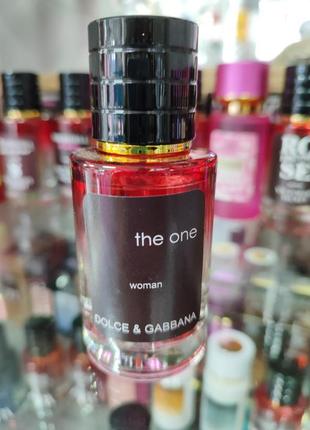 the one
woman
DOLCE & GABBANA